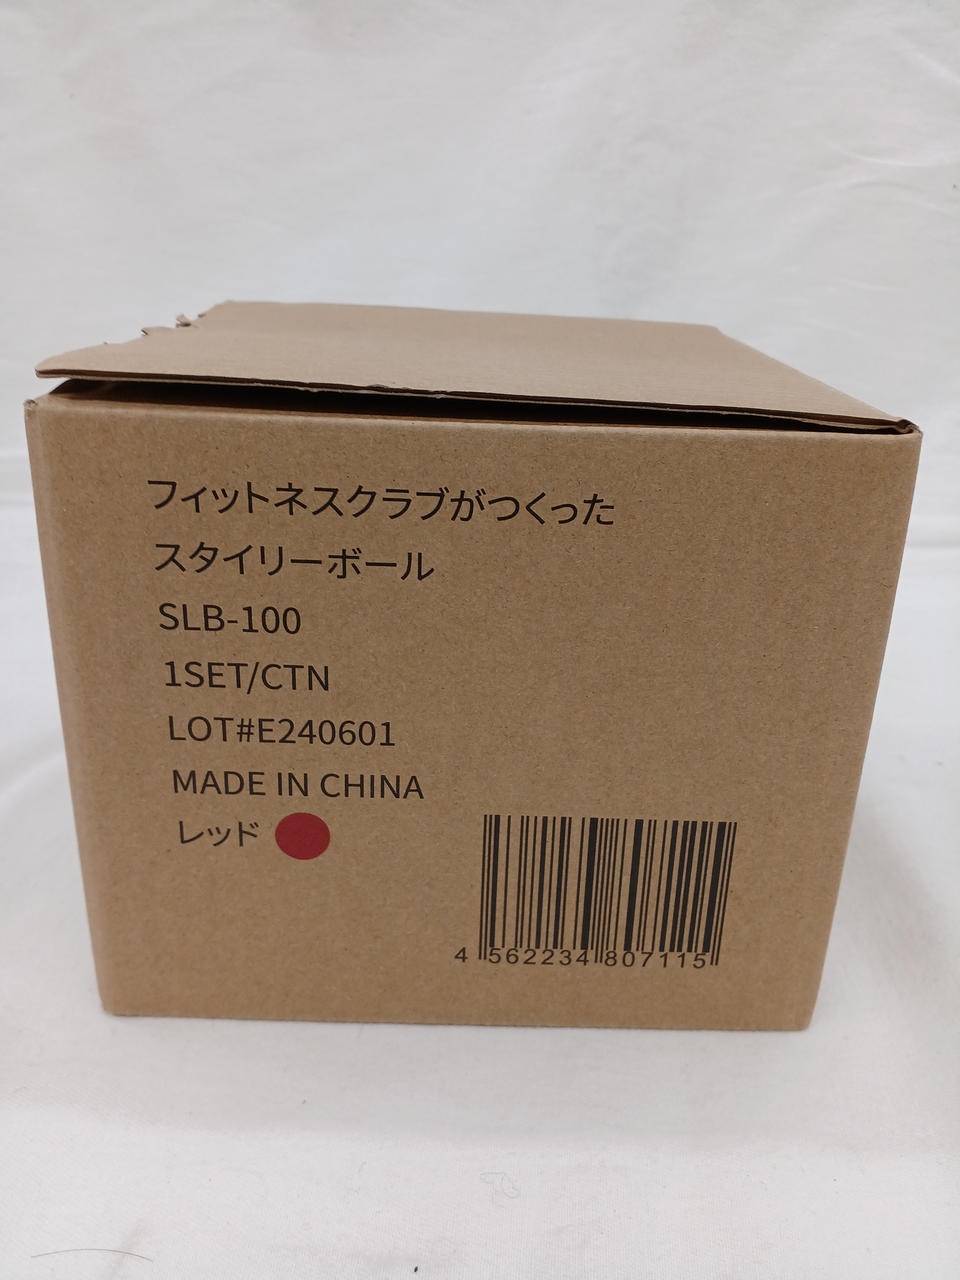 フィットネスクラブがつくった
スタイリーボール
SLB-100
1SET/CTN
LOT#E240601
MADE IN CHINA
レッド
4 562234 807115